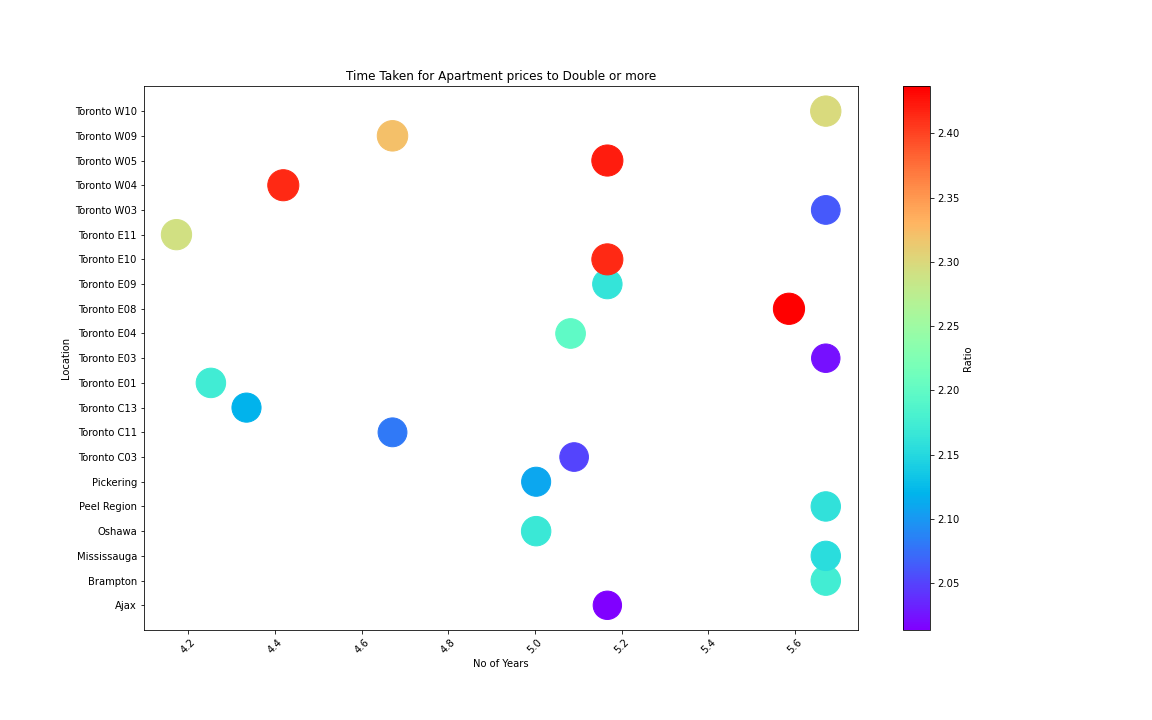 Time Taken for Apartment prices to Double or more
Toronto W10
Toronto W09
Toronto W05
Toronto W04
Toronto W03
Toronto E11
Toronto E10
Toronto E09
Toronto E08
Toronto E04
Toronto E03
Toronto E01
Toronto C13
Toronto C11
Toronto C03
Pickering
Peel Region
Oshawa
Mississauga
Brampton
Ajax
Location
4.2 4.4 4.6 4.8 5.0 5.2 5.4 5.6
No of Years
2.40
2.35
2.30
2.25
2.20
2.15
2.10
2.05
Ratio